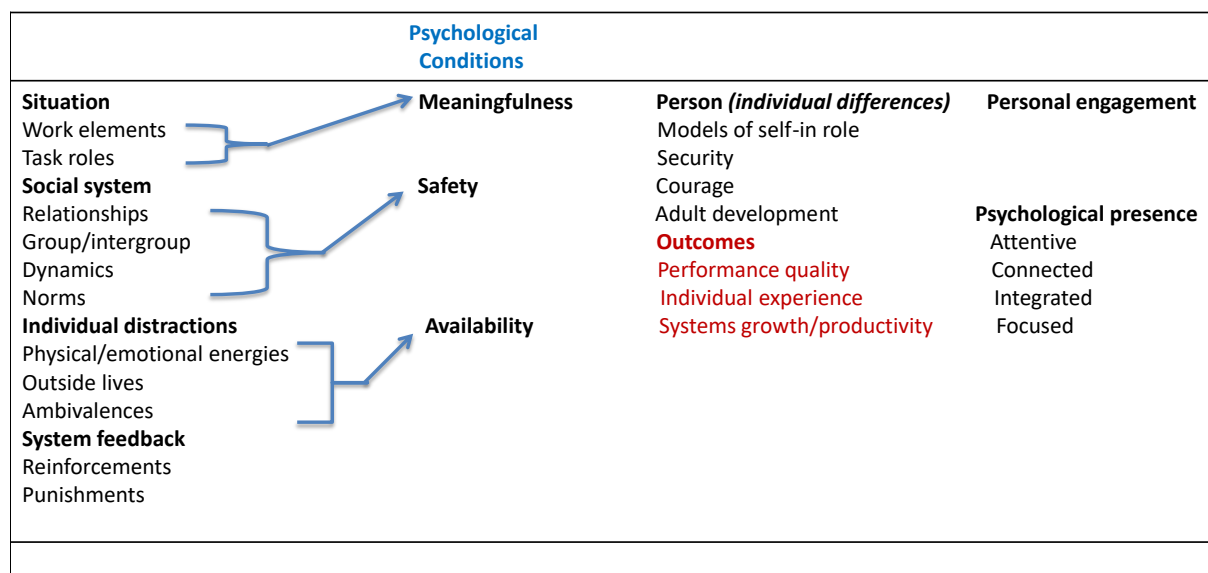 Psychological
Conditions
Situation
Work elements
Task roles
Social system
Relationships
Group/intergroup
Dynamics
Norms
Individual distractions
Physical/emotional energies
Outside lives
Ambivalences
System feedback
Reinforcements
Punishments
Meaningfulness
Safety
Availability
Person (individual differences)
Models of self-in role
Security
Courage
Adult development
Outcomes
Performance quality
Individual experience
Systems growth/productivity
Personal engagement
Psychological presence
Attentive
Connected
Integrated
Focused